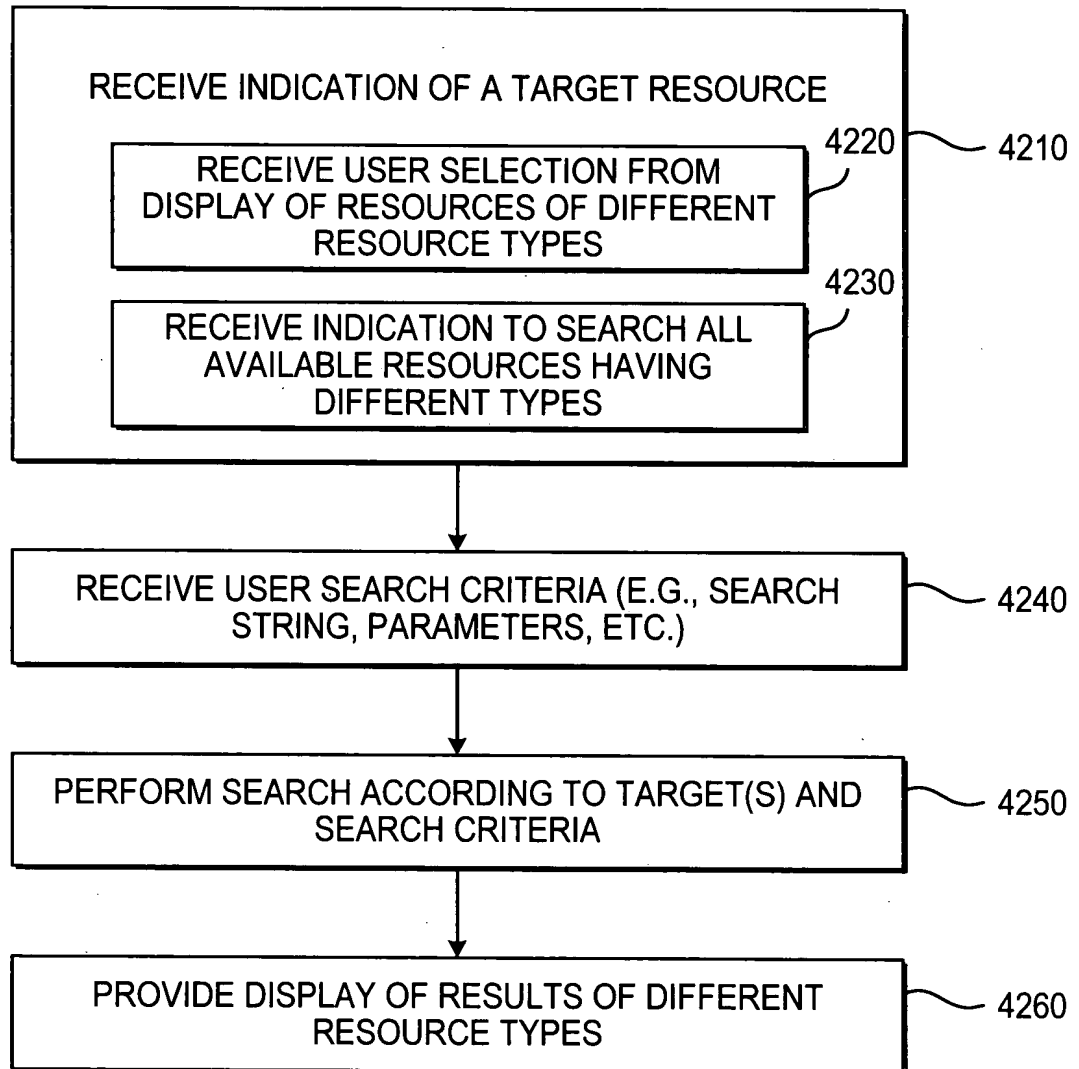 RECEIVE INDICATION OF A TARGET RESOURCE
4210
4220
RECEIVE USER SELECTION FROM
DISPLAY OF RESOURCES OF DIFFERENT
RESOURCE TYPES
4230
RECEIVE INDICATION TO SEARCH ALL
AVAILABLE RESOURCES HAVING
DIFFERENT TYPES
RECEIVE USER SEARCH CRITERIA (E.G., SEARCH
STRING, PARAMETERS, ETC.)
4240
PERFORM SEARCH ACCORDING TO TARGET(S) AND
SEARCH CRITERIA
4250
PROVIDE DISPLAY OF RESULTS OF DIFFERENT
RESOURCE TYPES
4260